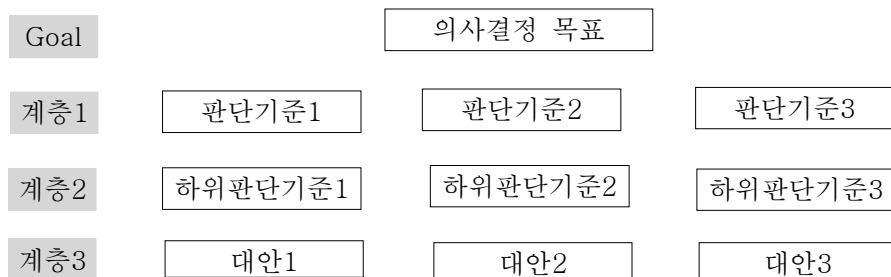 Goal 의사결정 목표
계층1 판단기준1 판단기준2 판단기준3
계층2 하위판단기준1 하위판단기준2 하위판단기준3
계층3 대안1 대안2 대안3